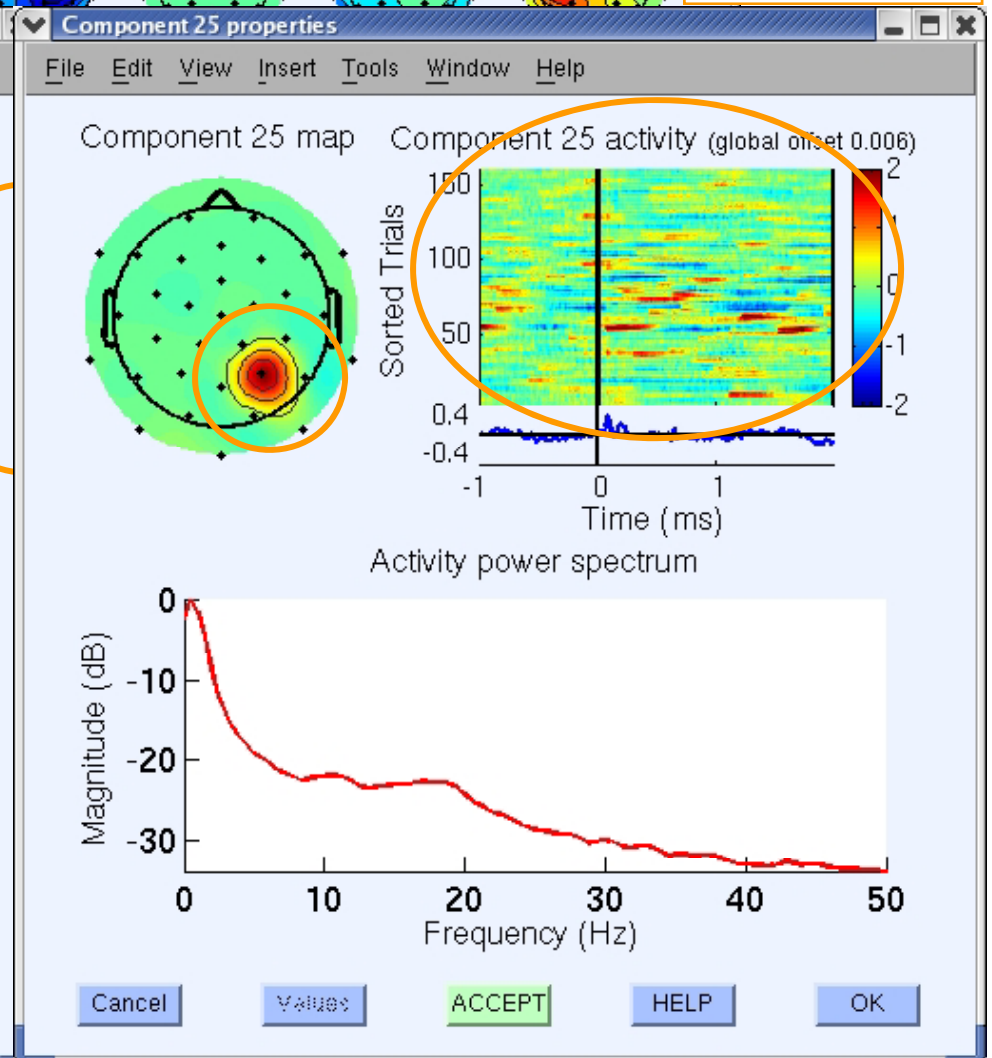 Component 25 properties
File Edit View Insert Tools Window Help
Component 25 map
Component 25 activity (global offset 0.006)
Sorted Trials
150
100
50
2
1
0
-1
-2
0.4
-0.4
-1 0 1
Time (ms)
Activity power spectrum
Magnitude (dB)
0
-10
-20
-30
0 10 20 30 40 50
Frequency (Hz)
Cancel Values ACCEPT HELP OK